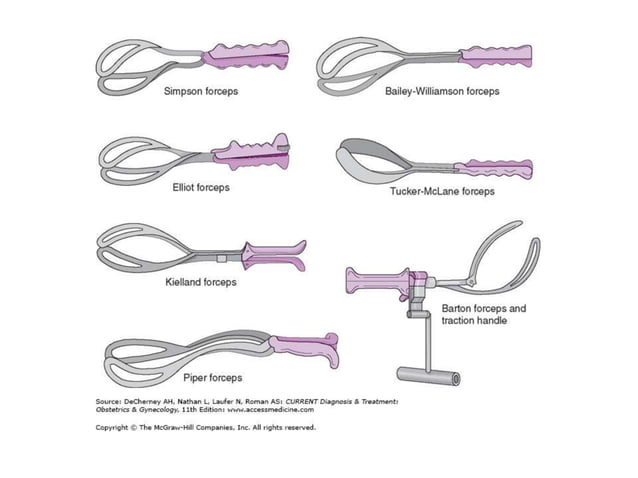 Simpson forceps
Bailey-Williamson forceps
Elliot forceps
Tucker-McLane forceps
Kielland forceps
Barton forceps and
traction handle
Piper forceps
Source: DeCherney AH, Nathan L, Laufer N, Roman AS: CURRENT Diagnosis & Treatment:
Obstetrics & Gynecology, 11th Edition: www.accessmedicine.com
Copyright © The McGraw-Hill Companies, Inc. All rights reserved.